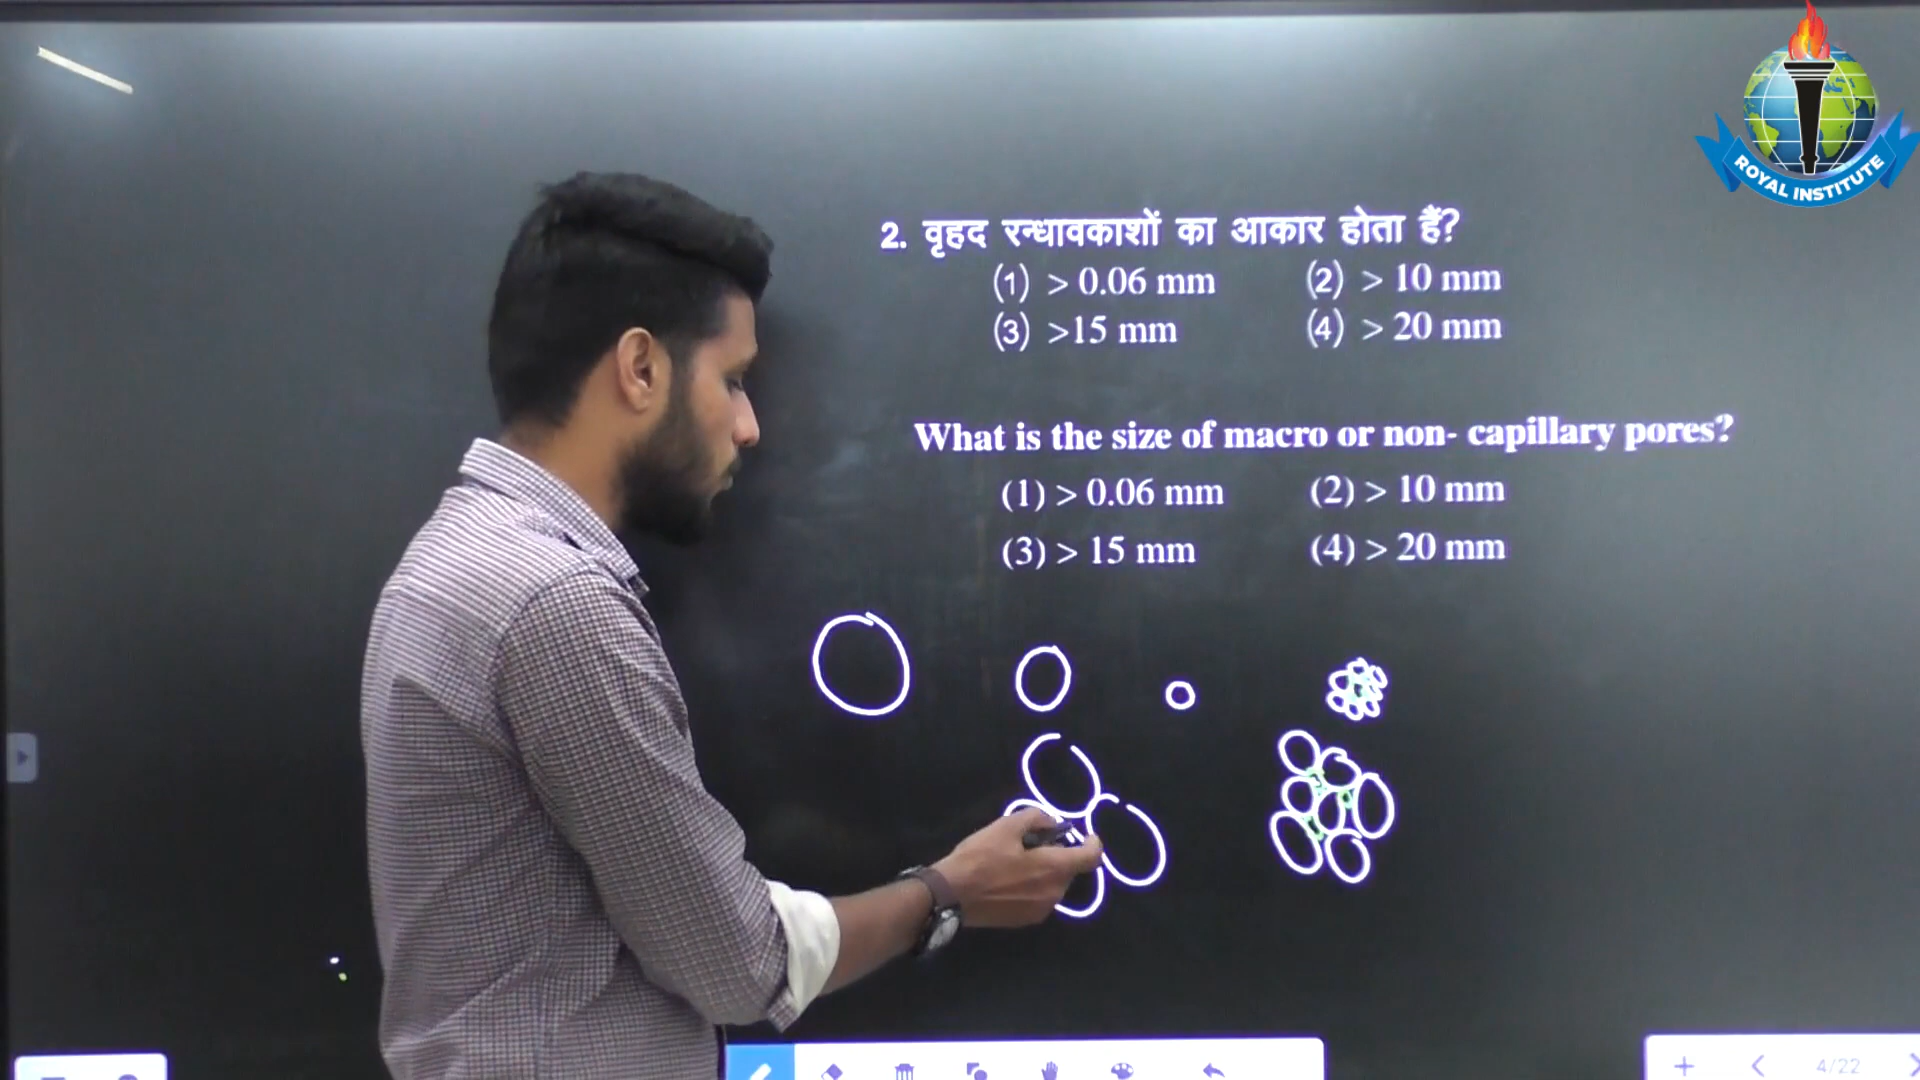 ROYAL INSTITUTE
2. वृहद रन्धावकाशों का आकार होता हैं?
(1) > 0.06 mm (2) > 10 mm
(3) >15 mm (4) > 20 mm
What is the size of macro or non- capillary pores?
(1) > 0.06 mm (2) > 10 mm
(3) > 15 mm (4) > 20 mm
4/22